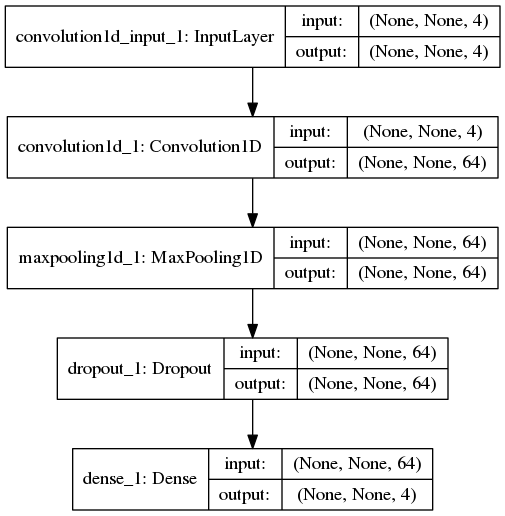 convolution1d_input_1: InputLayer
input: (None, None, 4)
output: (None, None, 4)
convolution1d_1: Convolution1D
input: (None, None, 4)
output: (None, None, 64)
maxpooling1d_1: MaxPooling1D
input: (None, None, 64)
output: (None, None, 64)
dropout_1: Dropout
input: (None, None, 64)
output: (None, None, 64)
dense_1: Dense
input: (None, None, 64)
output: (None, None, 4)